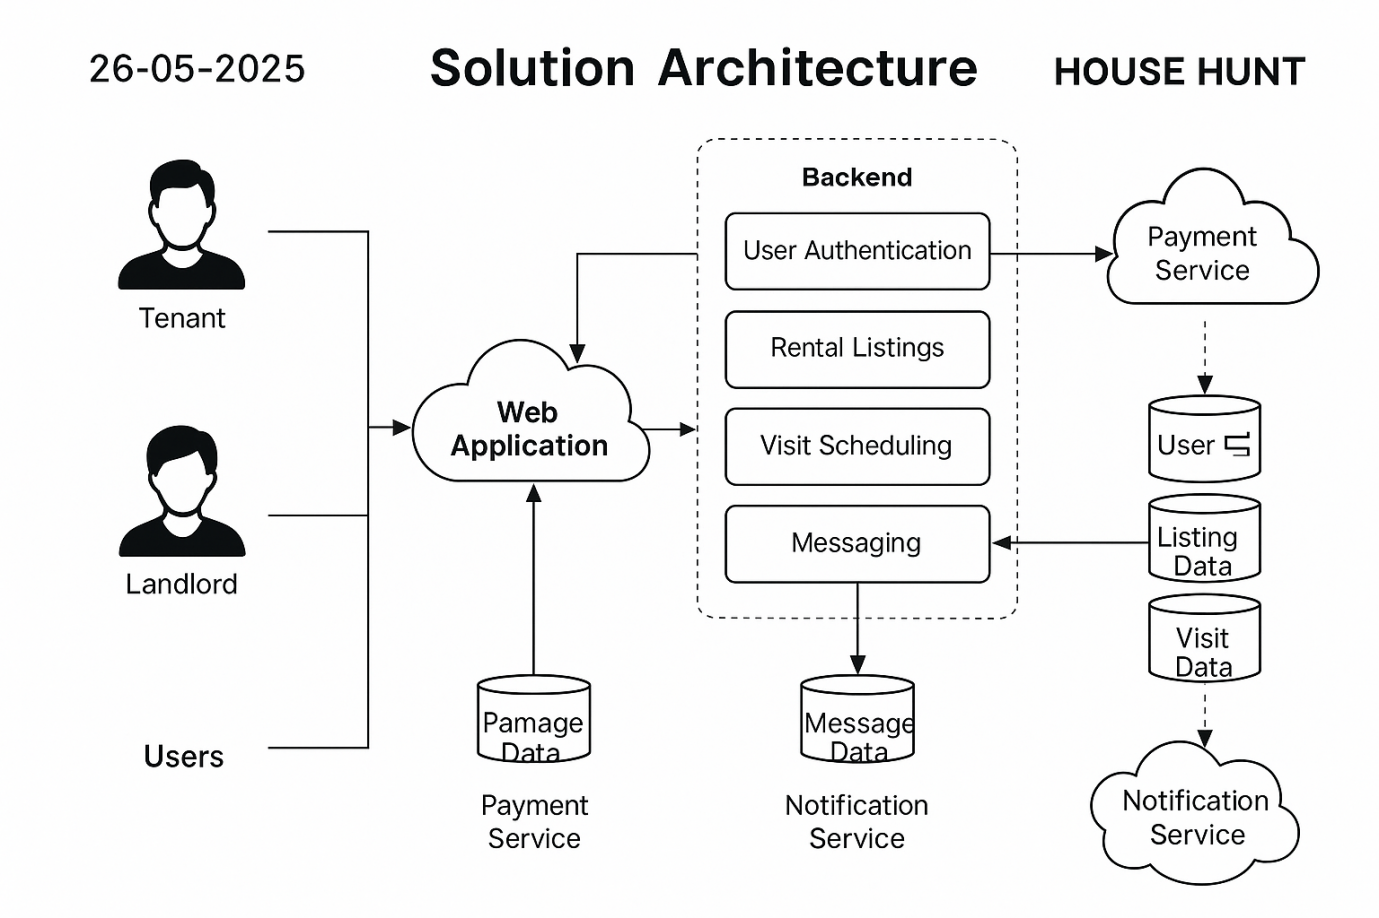 26-05-2025
Solution Architecture
HOUSE HUNT
Tenant
Landlord
Users
Web
Application
Backend
User Authentication
Rental Listings
Visit Scheduling
Messaging
Payment
Service
User
Listing
Data
Visit
Data
Notification
Service
Pamage
Data
Payment
Service
Message
Data
Notification
Service